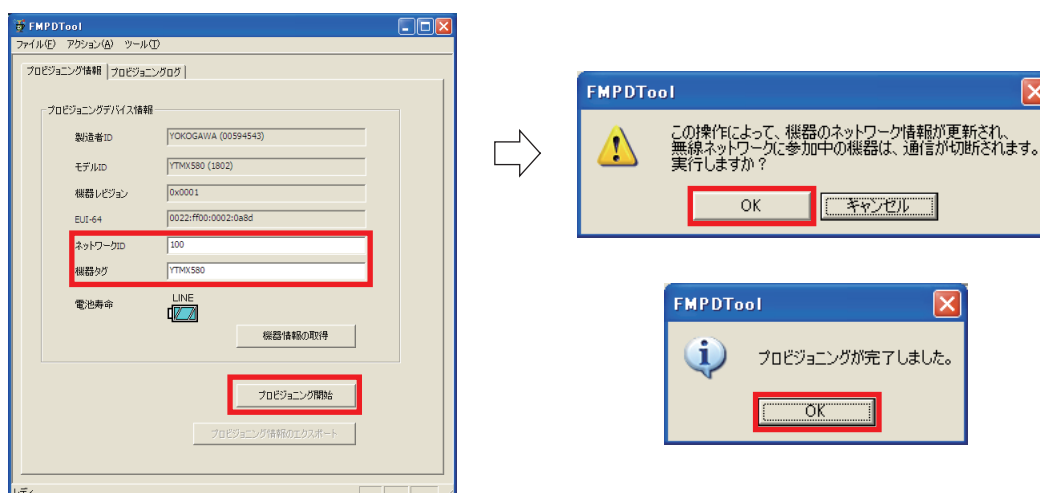 FMPDTool
ファイル(F) アクション(A) ツール(T)
プロビジョニング情報 プロビジョニングログ
プロビジョニングデバイス情報
製造者ID YOKOGAWA (00594543)
モデルID YTMX580 (1802)
機器レビジョン 0x0001
EUI-64 0022:ff00:0002:0a8d
ネットワークID 100
機器タグ YTMX580
電池寿命 LINE
機器情報の取得
プロビジョニング開始
プロビジョニング情報のエクスポート
レディ
FMPDTool
この操作によって、機器のネットワーク情報が更新され、
無線ネットワークに参加中の機器は、通信が切断されます。
実行しますか？
OK キャンセル
FMPDTool
プロビジョニングが完了しました。
OK